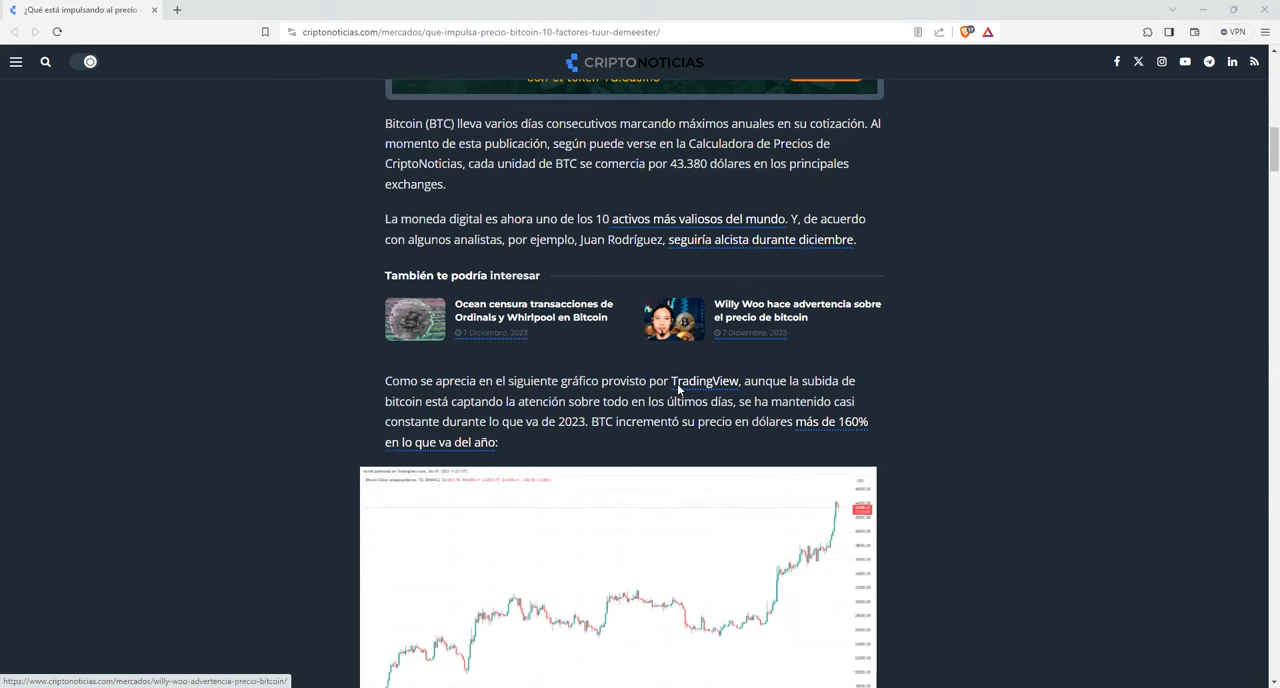 ¿Qué está impulsando al precio
criptonoticias.com/mercados/que-impulsa-precio-bitcoin-10-factores-tuur-demeester/
VPN
CRIPTONOTICIAS
Bitcoin (BTC) lleva varios días consecutivos marcando máximos anuales en su cotización. Al
momento de esta publicación, según puede verse en la Calculadora de Precios de
CriptoNoticias, cada unidad de BTC se comercia por 43.380 dólares en los principales
exchanges.
La moneda digital es ahora uno de los 10 activos más valiosos del mundo. Y, de acuerdo
con algunos analistas, por ejemplo, Juan Rodríguez, seguiría alcista durante diciembre.
También te podría interesar
Ocean censura transacciones de
Ordinals y Whirlpool en Bitcoin
7 Diciembre, 2023
Willy Woo hace advertencia sobre
el precio de bitcoin
7 Diciembre, 2023
Como se aprecia en el siguiente gráfico provisto por TradingView, aunque la subida de
bitcoin está captando la atención sobre todo en los últimos días, se ha mantenido casi
constante durante lo que va de 2023. BTC incrementó su precio en dólares más de 160%
en lo que va del año:
https://www.criptonoticias.com/mercados/willy-woo-advertencia-precio-bitcoin/